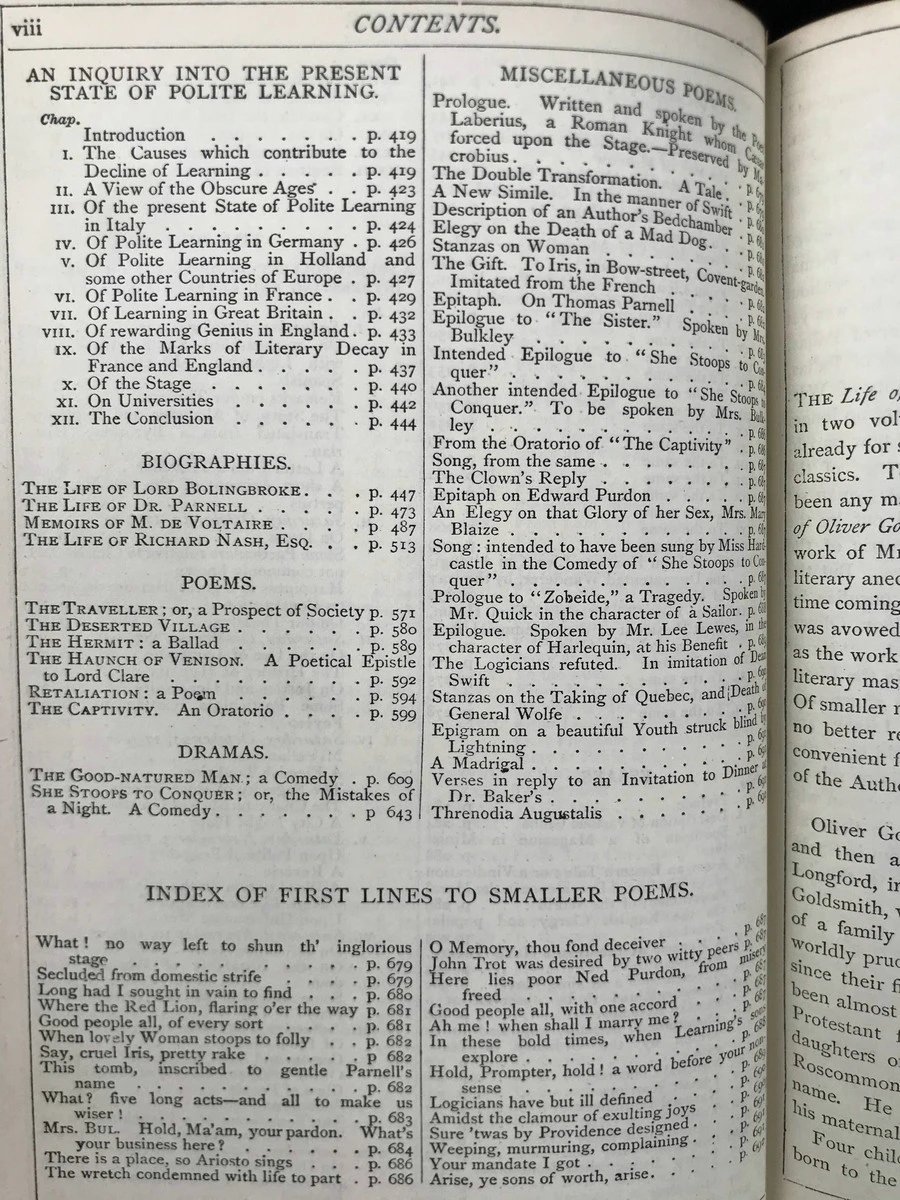 viii
CONTENTS.
AN INQUIRY INTO THE PRESENT
STATE OF POLITE LEARNING.
Chap.
Introduction . . . . . . p. 419
I. The Causes which contribute to the
Decline of Learning . . . . . p. 419
II. A View of the Obscure Ages . . p. 423
III. Of the present State of Polite Learning
in Italy . . . . . . . . . p. 424
IV. Of Polite Learning in Germany . p. 426
V. Of Polite Learning in Holland and
some other Countries of Europe . p. 427
VI. Of Polite Learning in France . . p. 429
VII. Of Learning in Great Britain . . p. 432
VIII. Of rewarding Genius in England . p. 433
IX. Of the Marks of Literary Decay in
France and England . . . . . p. 437
X. Of the Stage . . . . . . . p. 440
XI. On Universities . . . . . p. 442
XII. The Conclusion . . . . . . p. 444
BIOGRAPHIES.
THE LIFE OF LORD BOLINGBROKE . . . p. 447
THE LIFE OF DR. PARNELL . . . . . p. 473
MEMOIRS OF M. DE VOLTAIRE . . . . p. 487
THE LIFE OF RICHARD NASH, ESQ. . . p. 513
POEMS.
THE TRAVELLER; or, a Prospect of Society p. 571
THE DESERTED VILLAGE . . . . . . p. 580
THE HERMIT: a Ballad . . . . . . p. 589
THE HAUNCH OF VENISON. A Poetical Epistle
to Lord Clare . . . . . . . . p. 592
RETALIATION: a Poem . . . . . . p. 594
THE CAPTIVITY. An Oratorio . . . . p. 599
DRAMAS.
THE GOOD-NATURED MAN; a Comedy . p. 609
SHE STOOPS TO CONQUER; or, the Mistakes of
a Night. A Comedy . . . . . . . p 643
MISCELLANEOUS POEMS.
Prologue. Written and spoken by the Poet
Laberius, a Roman Knight whom
forced upon the Stage.—Preserved by
crobius . . . . . . . . .
The Double Transformation. A Tale .
A New Simile. In the manner of Swift
Description of an Author's Bedchamber .
Elegy on the Death of a Mad Dog .
Stanzas on Woman . . . . . .
The Gift. To Iris, in Bow-street, Covent-garden
Imitated from the French . . . .
Epitaph. On Thomas Parnell . . . .
Epilogue to "The Sister." Spoken by Mrs.
Bulkley . . . . . . . .
Intended Epilogue to "She Stoops to Con-
quer" . . . . . . . . .
Another intended Epilogue to "She Stoops
Conquer." To be spoken by Mrs. Bulk-
ley . . . . . . . . . .
From the Oratorio of "The Captivity" .
Song, from the same . . . . . .
The Clown's Reply . . . . . .
Epitaph on Edward Purdon . . . .
An Elegy on that Glory of her Sex, Mrs. Mary
Blaize . . . . . . . . .
Song: intended to have been sung by Miss Hard-
castle in the Comedy of "She Stoops to Con-
quer" . . . . . . . . .
Prologue to "Zobeide," a Tragedy. Spoken by
Mr. Quick in the character of a Sailor .
Epilogue. Spoken by Mr. Lee Lewes, in the
character of Harlequin, at his Benefit .
The Logicians refuted. In imitation of Dean
Swift . . . . . . . . .
Stanzas on the Taking of Quebec, and Death of
General Wolfe . . . . . . .
Epigram on a beautiful Youth struck blind by
Lightning . . . . . . . .
A Madrigal . . . . . . . .
Verses in reply to an Invitation to Dinner at
Dr. Baker's . . . . . . . .
Threnodia Augustalis . . . . . .
INDEX OF FIRST LINES TO SMALLER POEMS.
What! no way left to shun th' inglorious
stage . . . . . . . . . p. 679
Secluded from domestic strife . . . . p. 679
Long had I sought in vain to find . . . p. 680
Where the Red Lion, flaring o'er the way p. 681
Good people all, of every sort . . . . p. 681
When lovely Woman stoops to folly . . p. 682
Say, cruel Iris, pretty rake . . . . p. 682
This tomb, inscribed to gentle Parnell's
name . . . . . . . . . p. 682
What? five long acts—and all to make us
wiser! . . . . . . . . . p. 683
Mrs. BUL. Hold, Ma'am, your pardon. What's
your business here? . . . . . p. 684
There is a place, so Ariosto sings . . . p. 686
The wretch condemned with life to part . p. 686
O Memory, thou fond deceiver . . . . p. 687
John Trot was desired by two witty peers p. 687
Here lies poor Ned Purdon, from misery
freed . . . . . . . . . p. 687
Good people all, with one accord . . . p. 687
Ah me! when shall I marry me? . . .
In these bold times, when Learning's sons
explore . . . . . . . . p. 688
Hold, Prompter, hold! a word before your non-
sense . . . . . . . . . p. 689
Logicians have but ill defined . . . .
Amidst the clamour of exulting joys . .
Sure 'twas by Providence designed . . .
Weeping, murmuring, complaining . . .
Your mandate I got . . . . . . .
Arise, ye sons of worth, arise . . . .
THE Life of
in two vol
already for s
classics. T
been any m
of Oliver Go
work of Mr
literary anec
time coming
was avowed
as the work
literary mas
Of smaller
no better re
convenient f
of the Autho
Oliver Go
and then a
Longford, in
Goldsmith,
of a family
worldly prud
since their fi
been almost
Protestant
daughters of
Roscommon
name. He
his maternal
Four chil
born to the